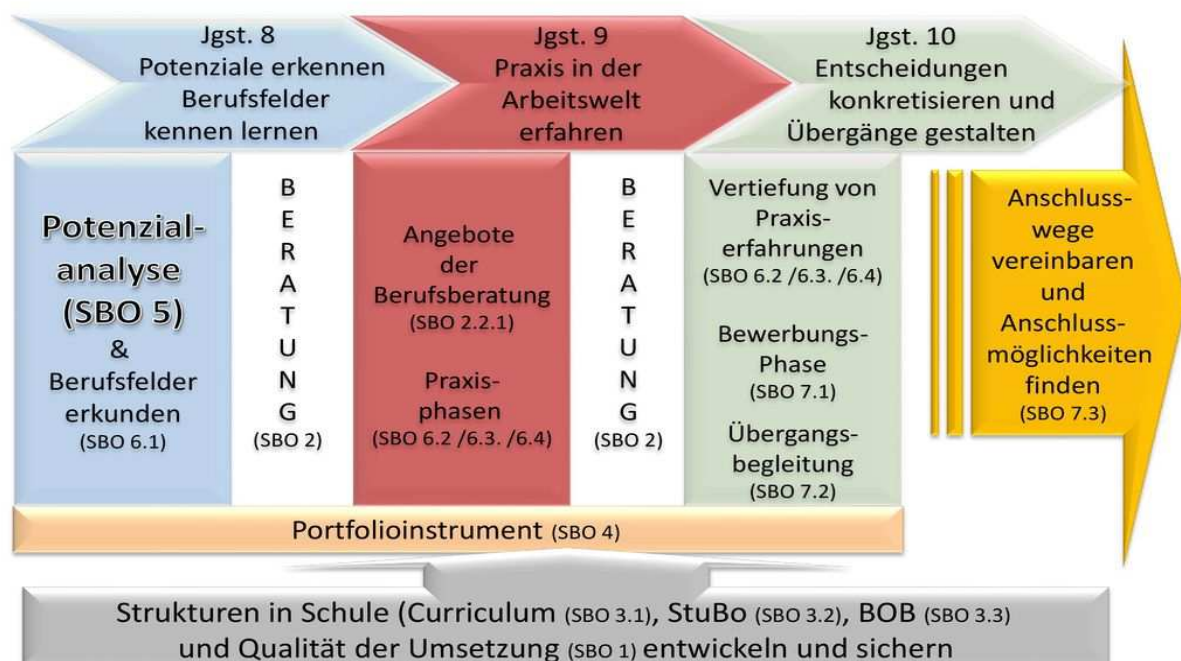 Jgst. 8
Potenziale erkennen
Berufsfelder
kennen lernen
Jgst. 9
Praxis in der
Arbeitswelt
erfahren
Jgst. 10
Entscheidungen
konkretisieren und
Übergänge gestalten
Potenzial-
analyse
(SBO 5)
&
Berufsfelder
erkunden
(SBO 6.1)
B
E
R
A
T
U
N
G
(SBO 2)
Angebote
der
Berufsberatung
(SBO 2.2.1)
Praxis-
phasen
(SBO 6.2 /6.3. /6.4)
B
E
R
A
T
U
N
G
(SBO 2)
Vertiefung von
Praxis-
erfahrungen
(SBO 6.2 /6.3. /6.4)
Bewerbungs-
Phase
(SBO 7.1)
Übergangs-
begleitung
(SBO 7.2)
Anschluss-
wege
vereinbaren
und
Anschluss-
möglichkeiten
finden
(SBO 7.3)
Portfolioinstrument (SBO 4)
Strukturen in Schule (Curriculum (SBO 3.1), StuBo (SBO 3.2), BOB (SBO 3.3)
und Qualität der Umsetzung (SBO 1) entwickeln und sichern